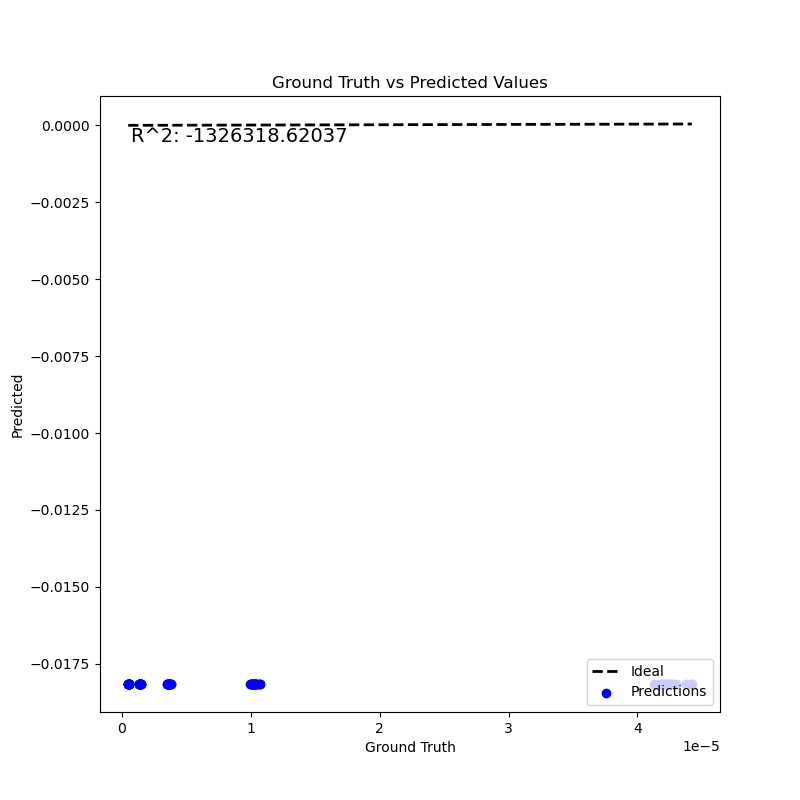 Ground Truth vs Predicted Values
0.0000
R^2: -1326318.62037
−0.0025
−0.0050
−0.0075
Predicted
−0.0100
−0.0125
−0.0150
−0.0175
Ideal
Predictions
0 1 2 3 4
Ground Truth
1e−5